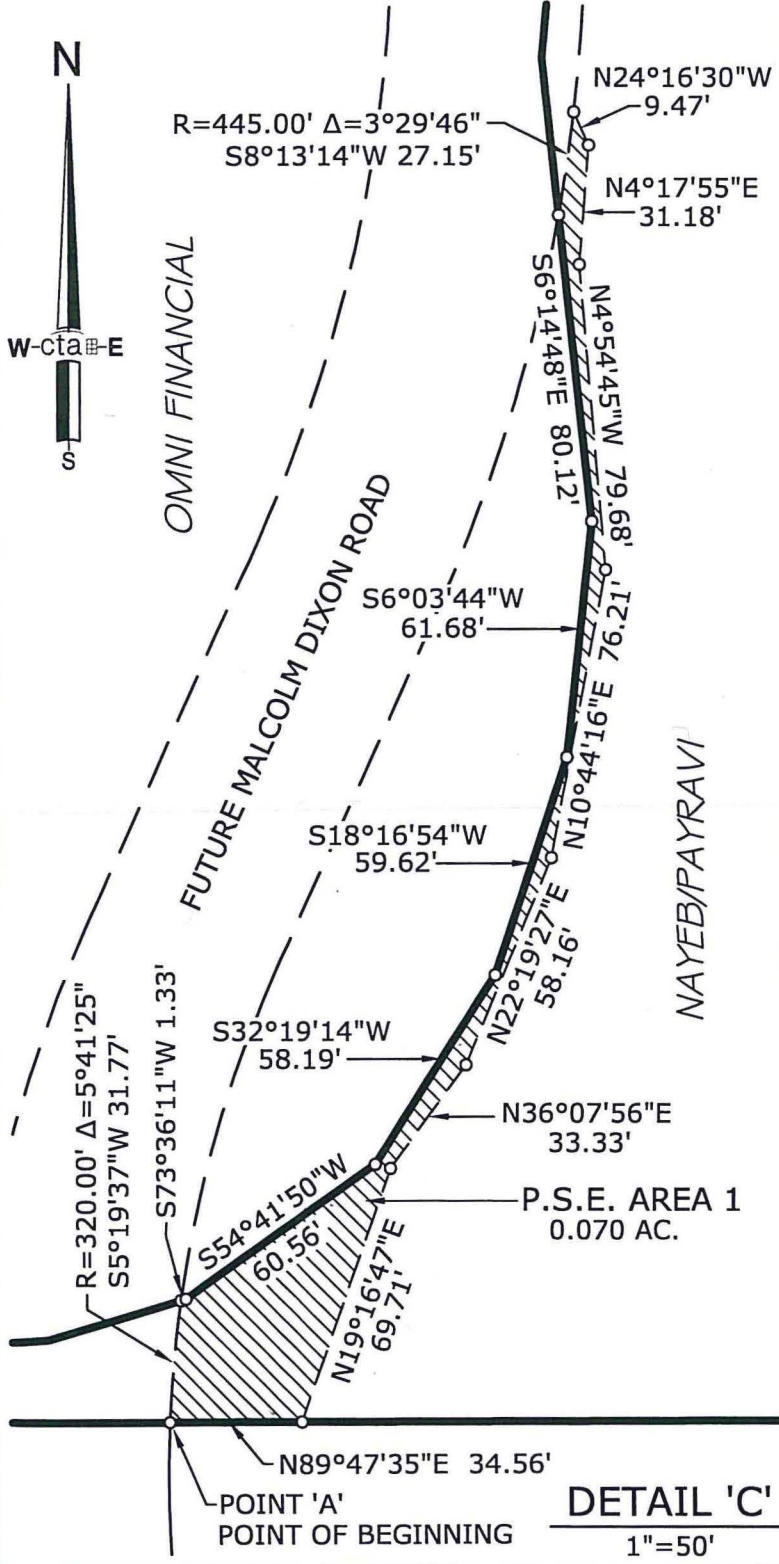 N
W-cta-E
S
OMNI FINANCIAL
R=445.00' Δ=3°29'46"
S8°13'14"W 27.15'
N24°16'30"W
9.47'
N4°17'55"E
31.18'
S6°14'48"E 80.12'
N4°54'45"W 79.68'
FUTURE MALCOLM DIXON ROAD
S6°03'44"W
61.68'
N10°44'16"E 76.21'
NAYEB/PAYRAVI
S18°16'54"W
59.62'
N22°19'27"E
58.16'
S32°19'14"W
58.19'
N36°07'56"E
33.33'
R=320.00' Δ=5°41'25"
S5°19'37"W 31.77'
S73°36'11"W 1.33'
S54°41'50"W
60.56'
P.S.E. AREA 1
0.070 AC.
N19°16'47"E
69.71'
N89°47'35"E 34.56'
POINT 'A'
POINT OF BEGINNING
DETAIL 'C'
1"=50'